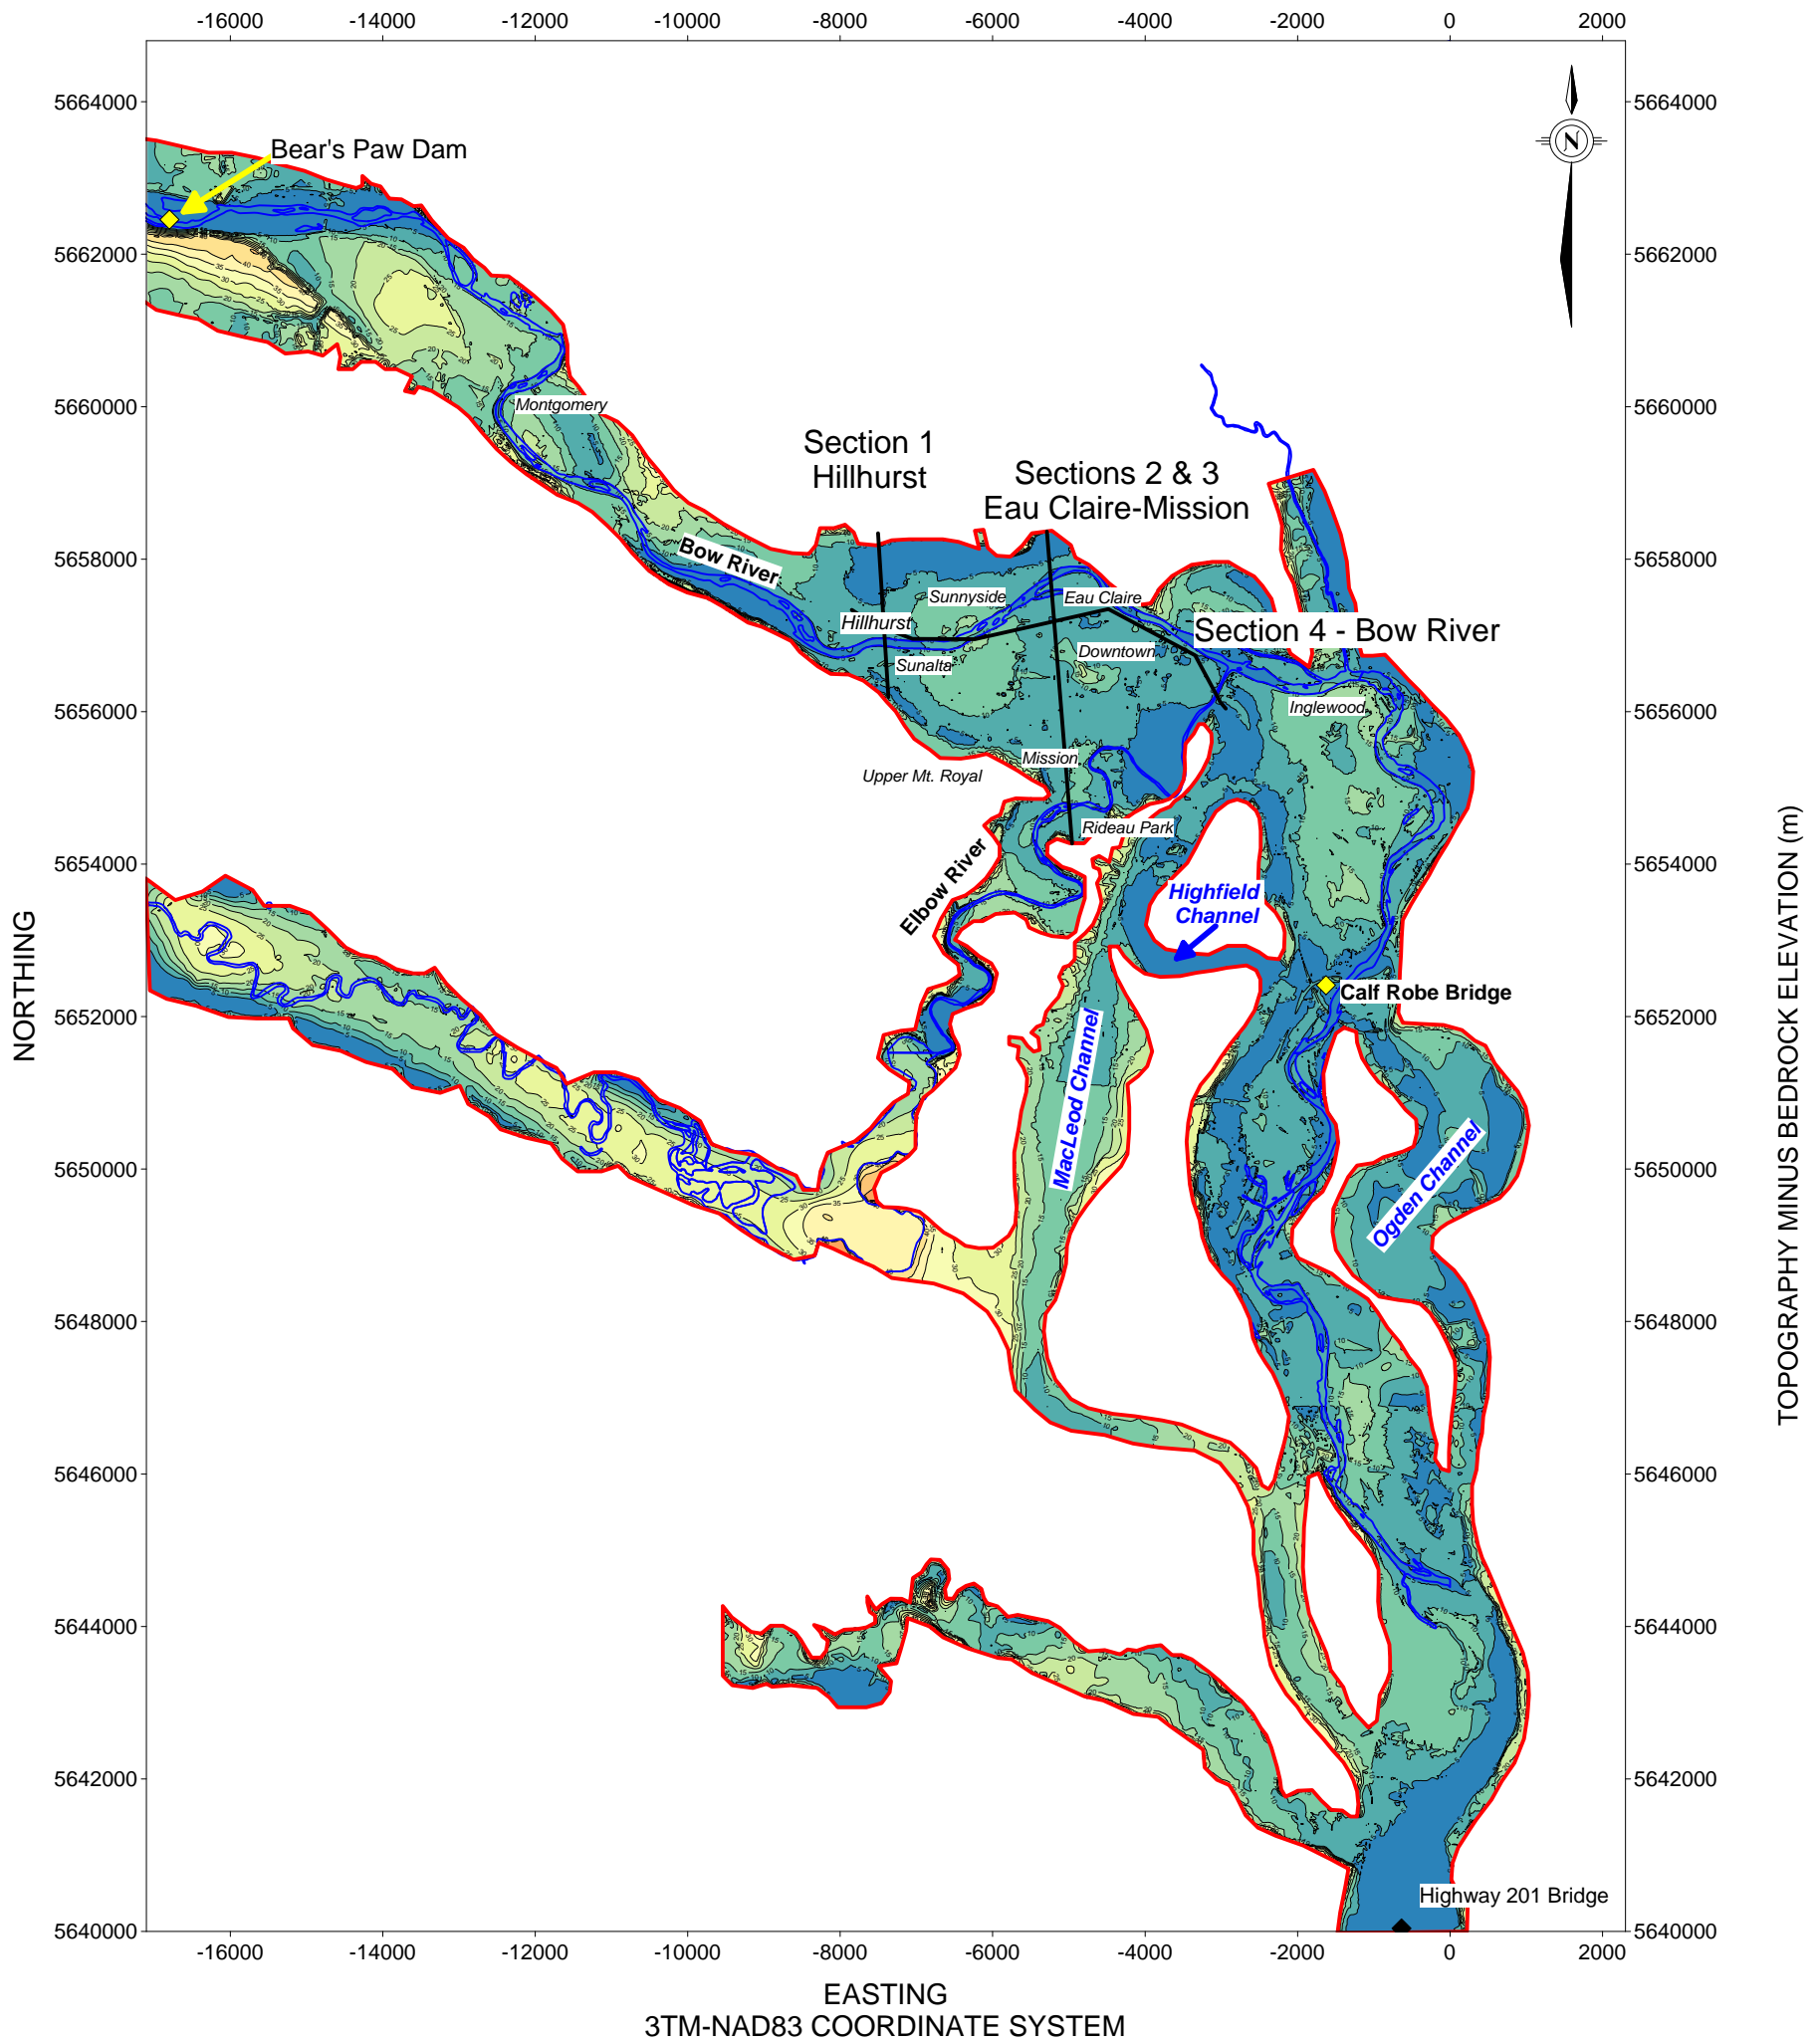 -16000 -14000 -12000 -10000 -8000 -6000 -4000 -2000 0 2000
5664000 5664000
N
Bear's Paw Dam
5662000 5662000
5660000 5660000
Montgomery
Section 1
Hillhurst
Sections 2 & 3
Eau Claire-Mission
5658000 5658000
Bow River
Sunnyside
Eau Claire
Hillhurst
Section 4 - Bow River
Downtown
Sunalta
Inglewood
5656000 5656000
Mission
Upper Mt. Royal
Rideau Park
5654000 5654000
Elbow River
Highfield
Channel
Calf Robe Bridge
5652000 5652000
MacLeod Channel
Ogden Channel
5650000 5650000
5648000 5648000
5646000 5646000
5644000 5644000
5642000 5642000
Highway 201 Bridge
5640000 5640000
-16000 -14000 -12000 -10000 -8000 -6000 -4000 -2000 0 2000
NORTHING
TOPOGRAPHY MINUS BEDROCK ELEVATION (m)
EASTING
3TM-NAD83 COORDINATE SYSTEM